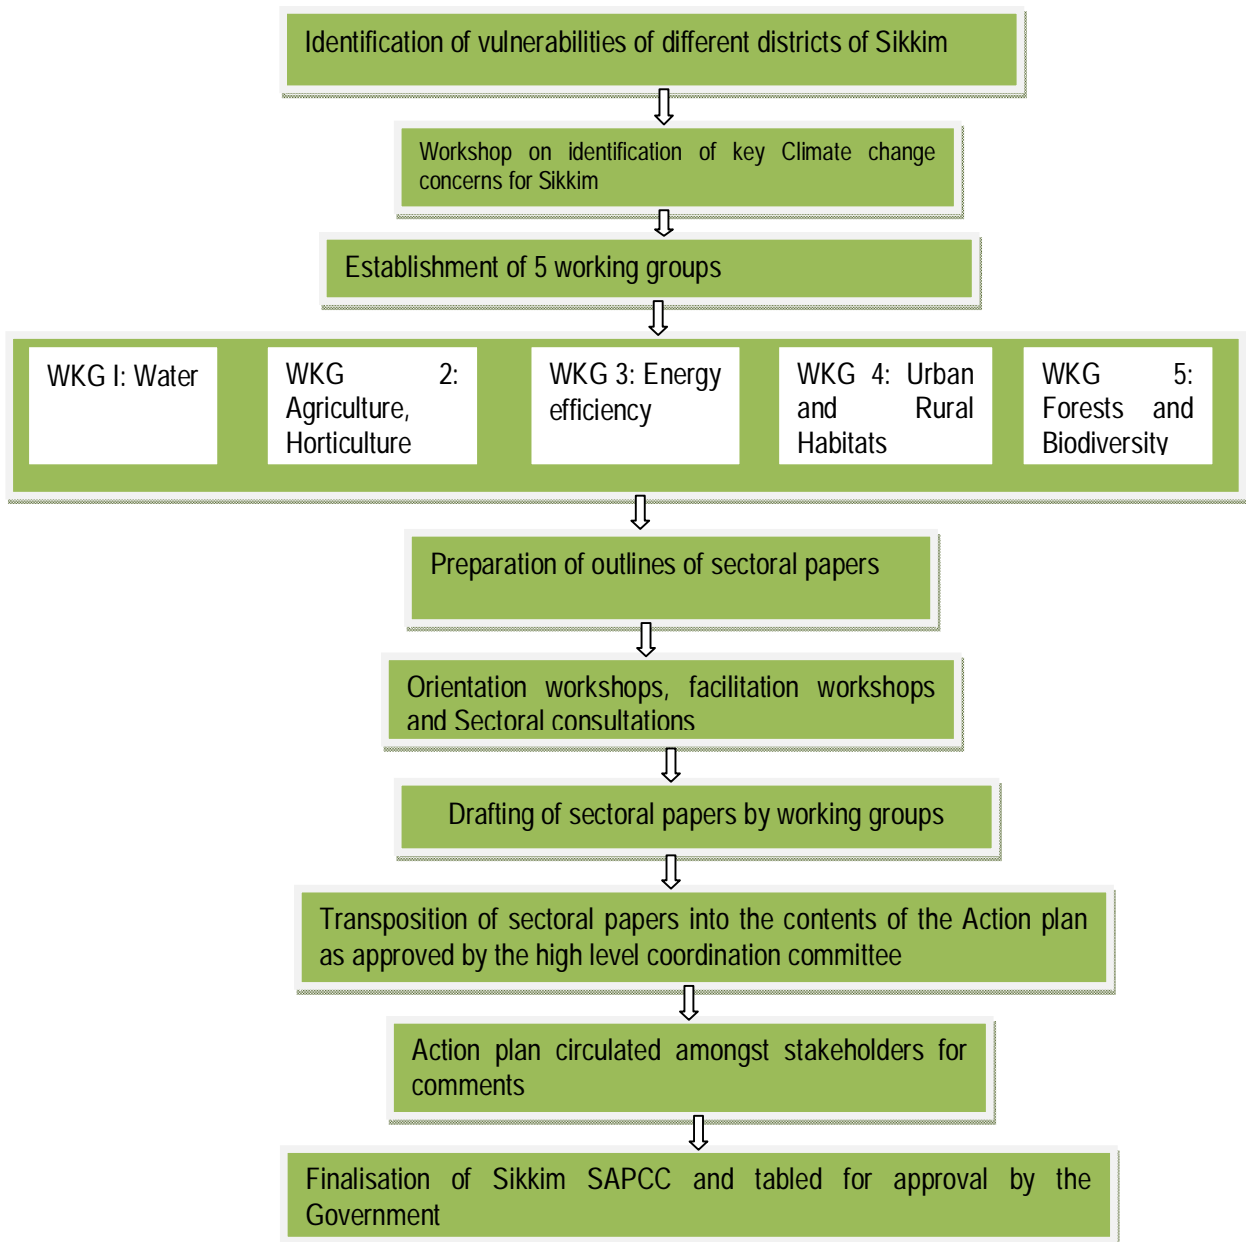 Identification of vulnerabilities of different districts of Sikkim
Workshop on identification of key Climate change
concerns for Sikkim
Establishment of 5 working groups
WKG I: Water
WKG 2:
Agriculture,
Horticulture
WKG 3: Energy
efficiency
WKG 4: Urban
and Rural
Habitats
WKG 5:
Forests and
Biodiversity
Preparation of outlines of sectoral papers
Orientation workshops, facilitation workshops
and Sectoral consultations
Drafting of sectoral papers by working groups
Transposition of sectoral papers into the contents of the Action plan
as approved by the high level coordination committee
Action plan circulated amongst stakeholders for
comments
Finalisation of Sikkim SAPCC and tabled for approval by the
Government